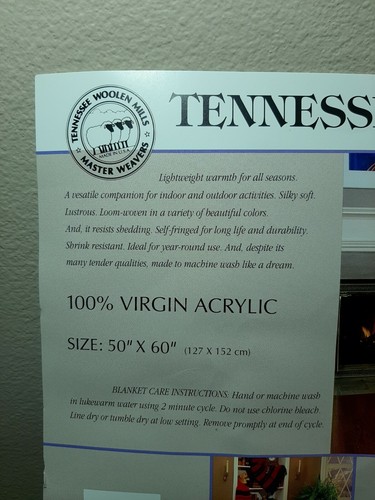 TENNESSEE WOOLEN MILLS
MADE IN U.S.A.
MASTER WEAVERS
TENNESS
Lightweight warmth for all seasons.
A vesatile companion for indoor and outdoor activities. Silky soft.
Lustrous. Loom-woven in a variety of beautiful colors.
And, it resists shedding. Self-fringed for long life and durability.
Shrink resistant. Ideal for year-round use. And, despite its
many tender qualities, made to machine wash like a dream.
100% VIRGIN ACRYLIC
SIZE: 50" X 60" (127 X 152 cm)
BLANKET CARE INSTRUCTIONS: Hand or machine wash
in lukewarm water using 2 minute cycle. Do not use chlorine bleach.
Line dry or tumble dry at low setting. Remove promptly at end of cycle.